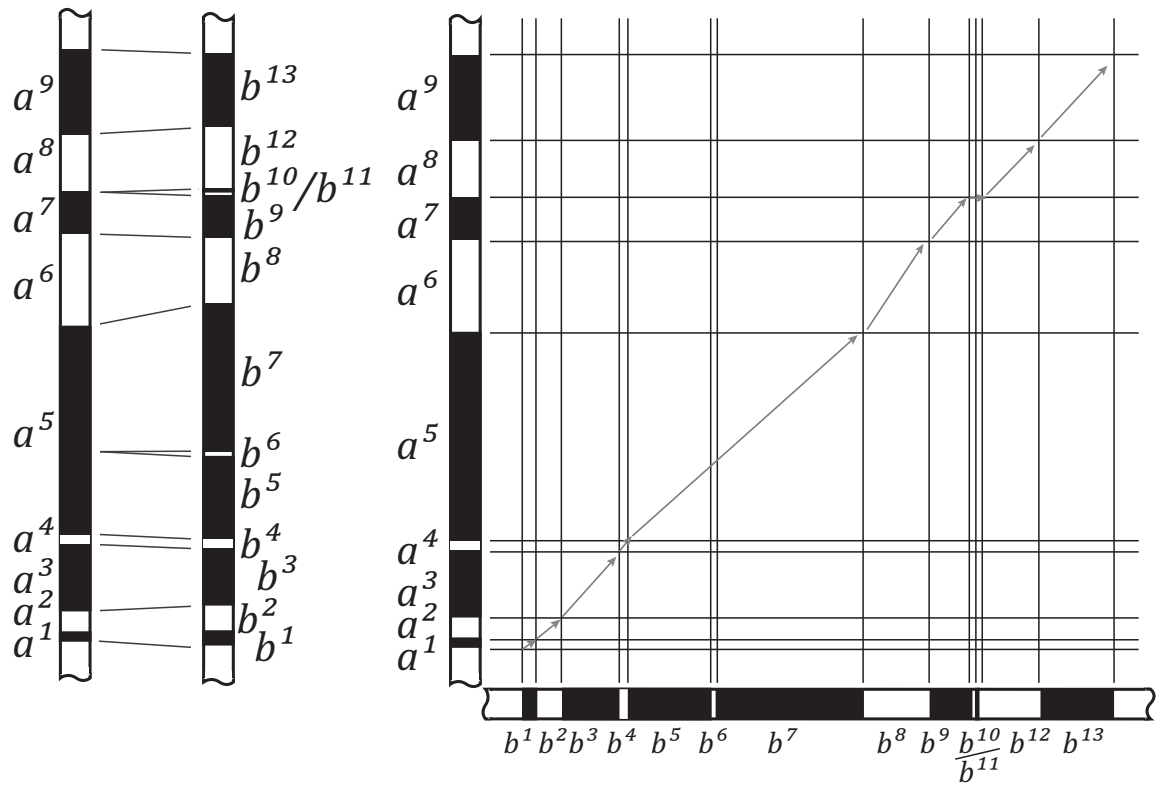 a⁹
a⁸
a⁷
a⁶
a⁵
a⁴
a³
a²
a¹
b¹³
b¹²
b¹⁰/b¹¹
b⁹
b⁸
b⁷
b⁶
b⁵
b⁴
b³
b²
b¹
a⁹
a⁸
a⁷
a⁶
a⁵
a⁴
a³
a²
a¹
b¹ b² b³ b⁴ b⁵ b⁶ b⁷ b⁸ b⁹ b¹⁰ b¹² b¹³
b¹¹